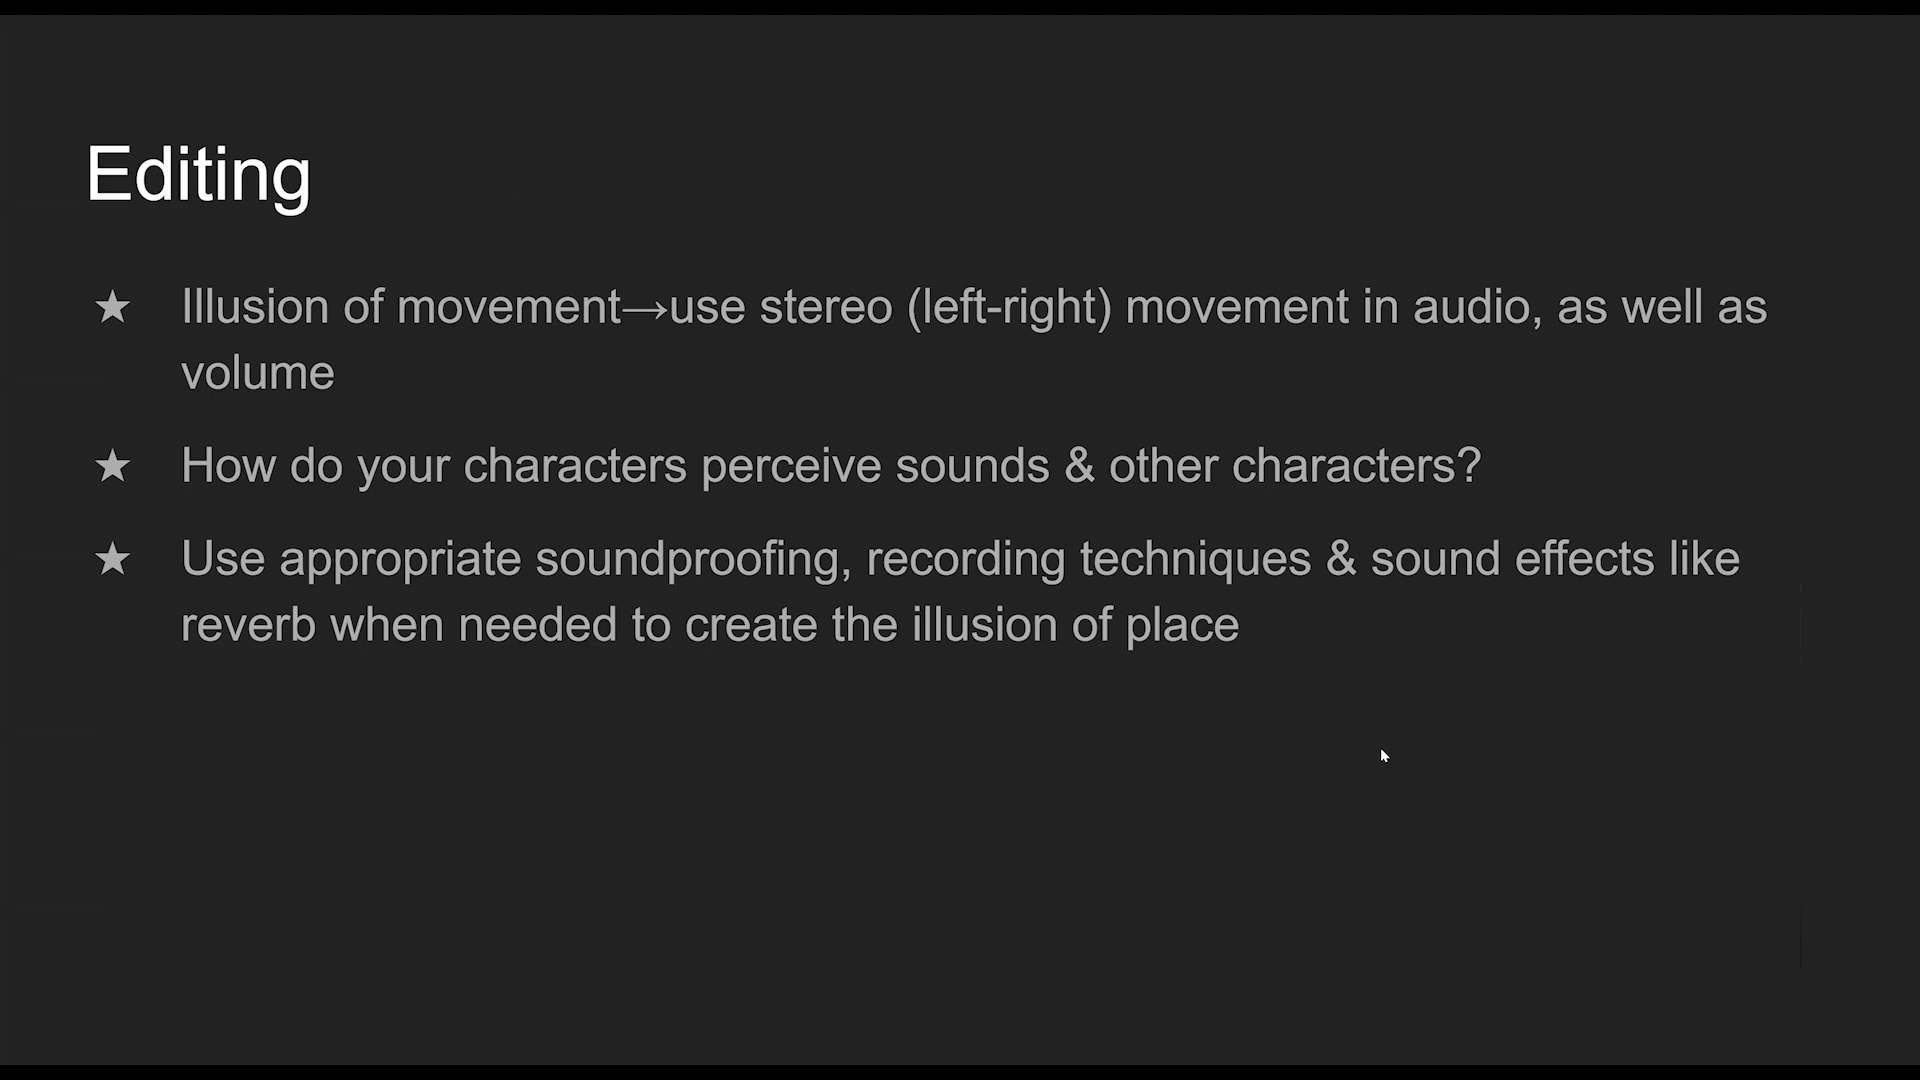 Editing
★ Illusion of movement→use stereo (left-right) movement in audio, as well as
volume
★ How do your characters perceive sounds & other characters?
★ Use appropriate soundproofing, recording techniques & sound effects like
reverb when needed to create the illusion of place